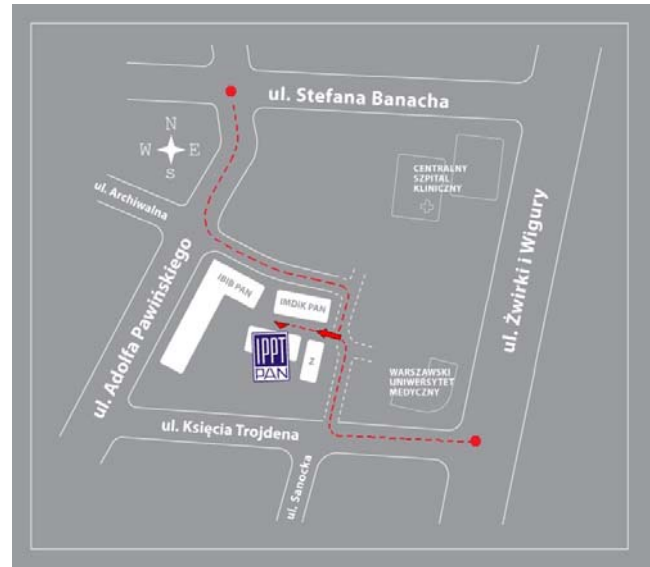 ul. Stefana Banacha
N
W E
S
CENTRALNY
SZPITAL
KLINICZNY
ul. Archiwalna
ul. Żwirki i Wigury
ul. Adolfa Pawińskiego
IBIB PAN
IMDiK PAN
IPPT
PAN
Z
WARSZAWSKI
UNIWERSYTET
MEDYCZNY
ul. Księcia Trojdena
ul. Sanocka